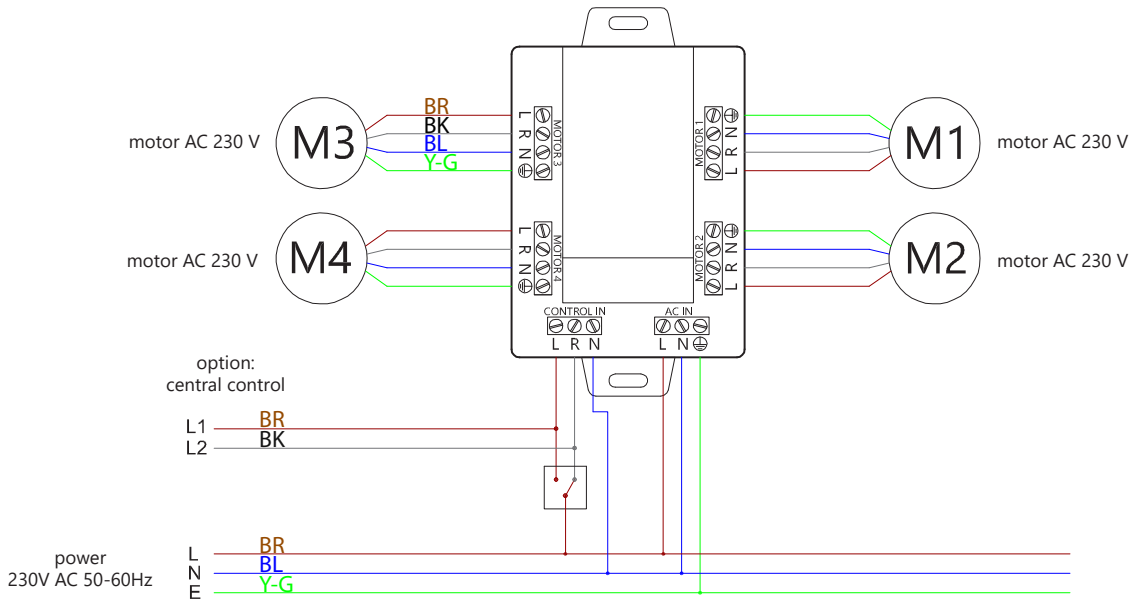 BR
BK
BL
Y-G
M3
motor AC 230 V
L
R
N
MOTOR 3
MOTOR 1
N
R
L
M1
motor AC 230 V
M4
motor AC 230 V
L
R
N
MOTOR 4
MOTOR 2
N
R
L
M2
motor AC 230 V
CONTROL IN
AC IN
L R N
L N
option:
central control
L1 BR
L2 BK
power
230V AC 50-60Hz
L BR
N BL
E Y-G